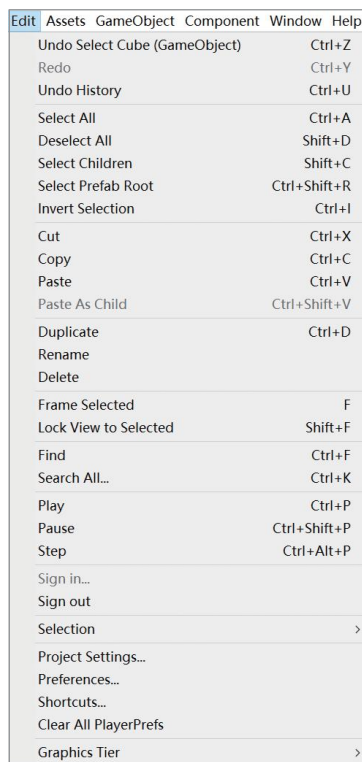 Edit Assets GameObject Component Window Help
Undo Select Cube (GameObject) Ctrl+Z
Redo Ctrl+Y
Undo History Ctrl+U
Select All Ctrl+A
Deselect All Shift+D
Select Children Shift+C
Select Prefab Root Ctrl+Shift+R
Invert Selection Ctrl+I
Cut Ctrl+X
Copy Ctrl+C
Paste Ctrl+V
Paste As Child Ctrl+Shift+V
Duplicate Ctrl+D
Rename
Delete
Frame Selected F
Lock View to Selected Shift+F
Find Ctrl+F
Search All... Ctrl+K
Play Ctrl+P
Pause Ctrl+Shift+P
Step Ctrl+Alt+P
Sign in...
Sign out
Selection >
Project Settings...
Preferences...
Shortcuts...
Clear All PlayerPrefs
Graphics Tier >